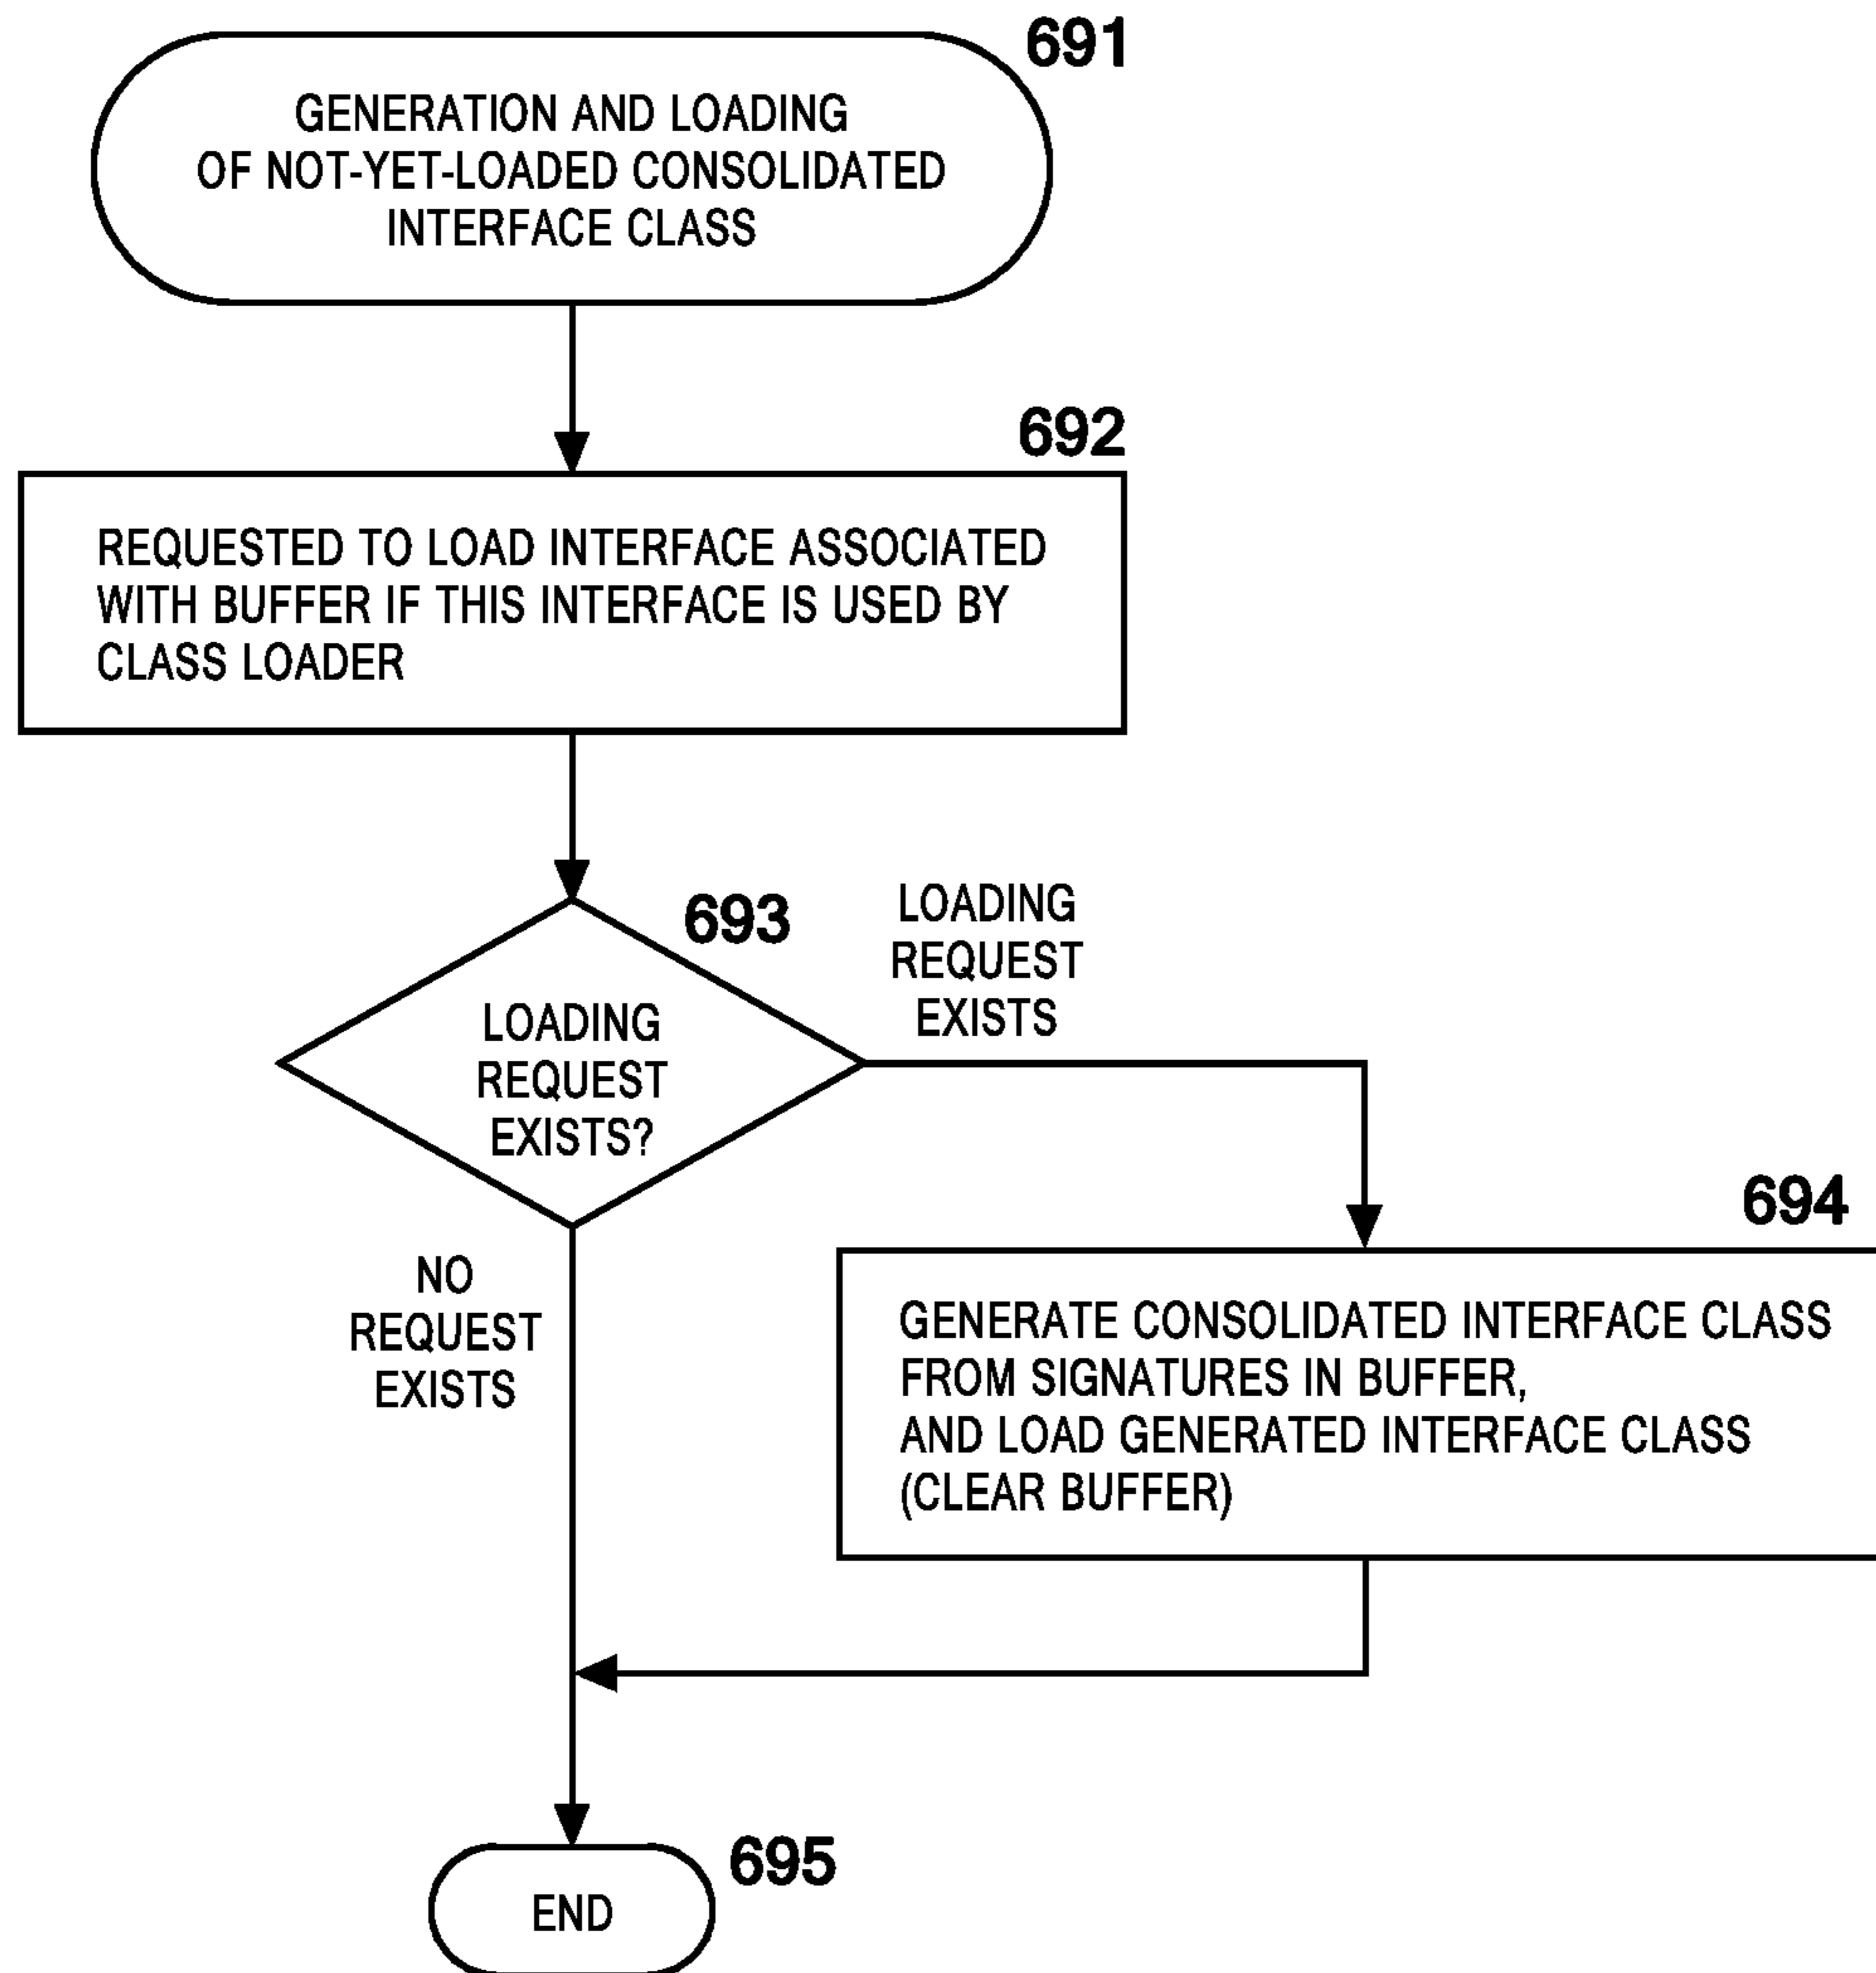 691
GENERATION AND LOADING
OF NOT-YET-LOADED CONSOLIDATED
INTERFACE CLASS
692
REQUESTED TO LOAD INTERFACE ASSOCIATED
WITH BUFFER IF THIS INTERFACE IS USED BY
CLASS LOADER
693
LOADING
REQUEST
EXISTS?
LOADING
REQUEST
EXISTS
NO
REQUEST
EXISTS
694
GENERATE CONSOLIDATED INTERFACE CLASS
FROM SIGNATURES IN BUFFER,
AND LOAD GENERATED INTERFACE CLASS
(CLEAR BUFFER)
695
END